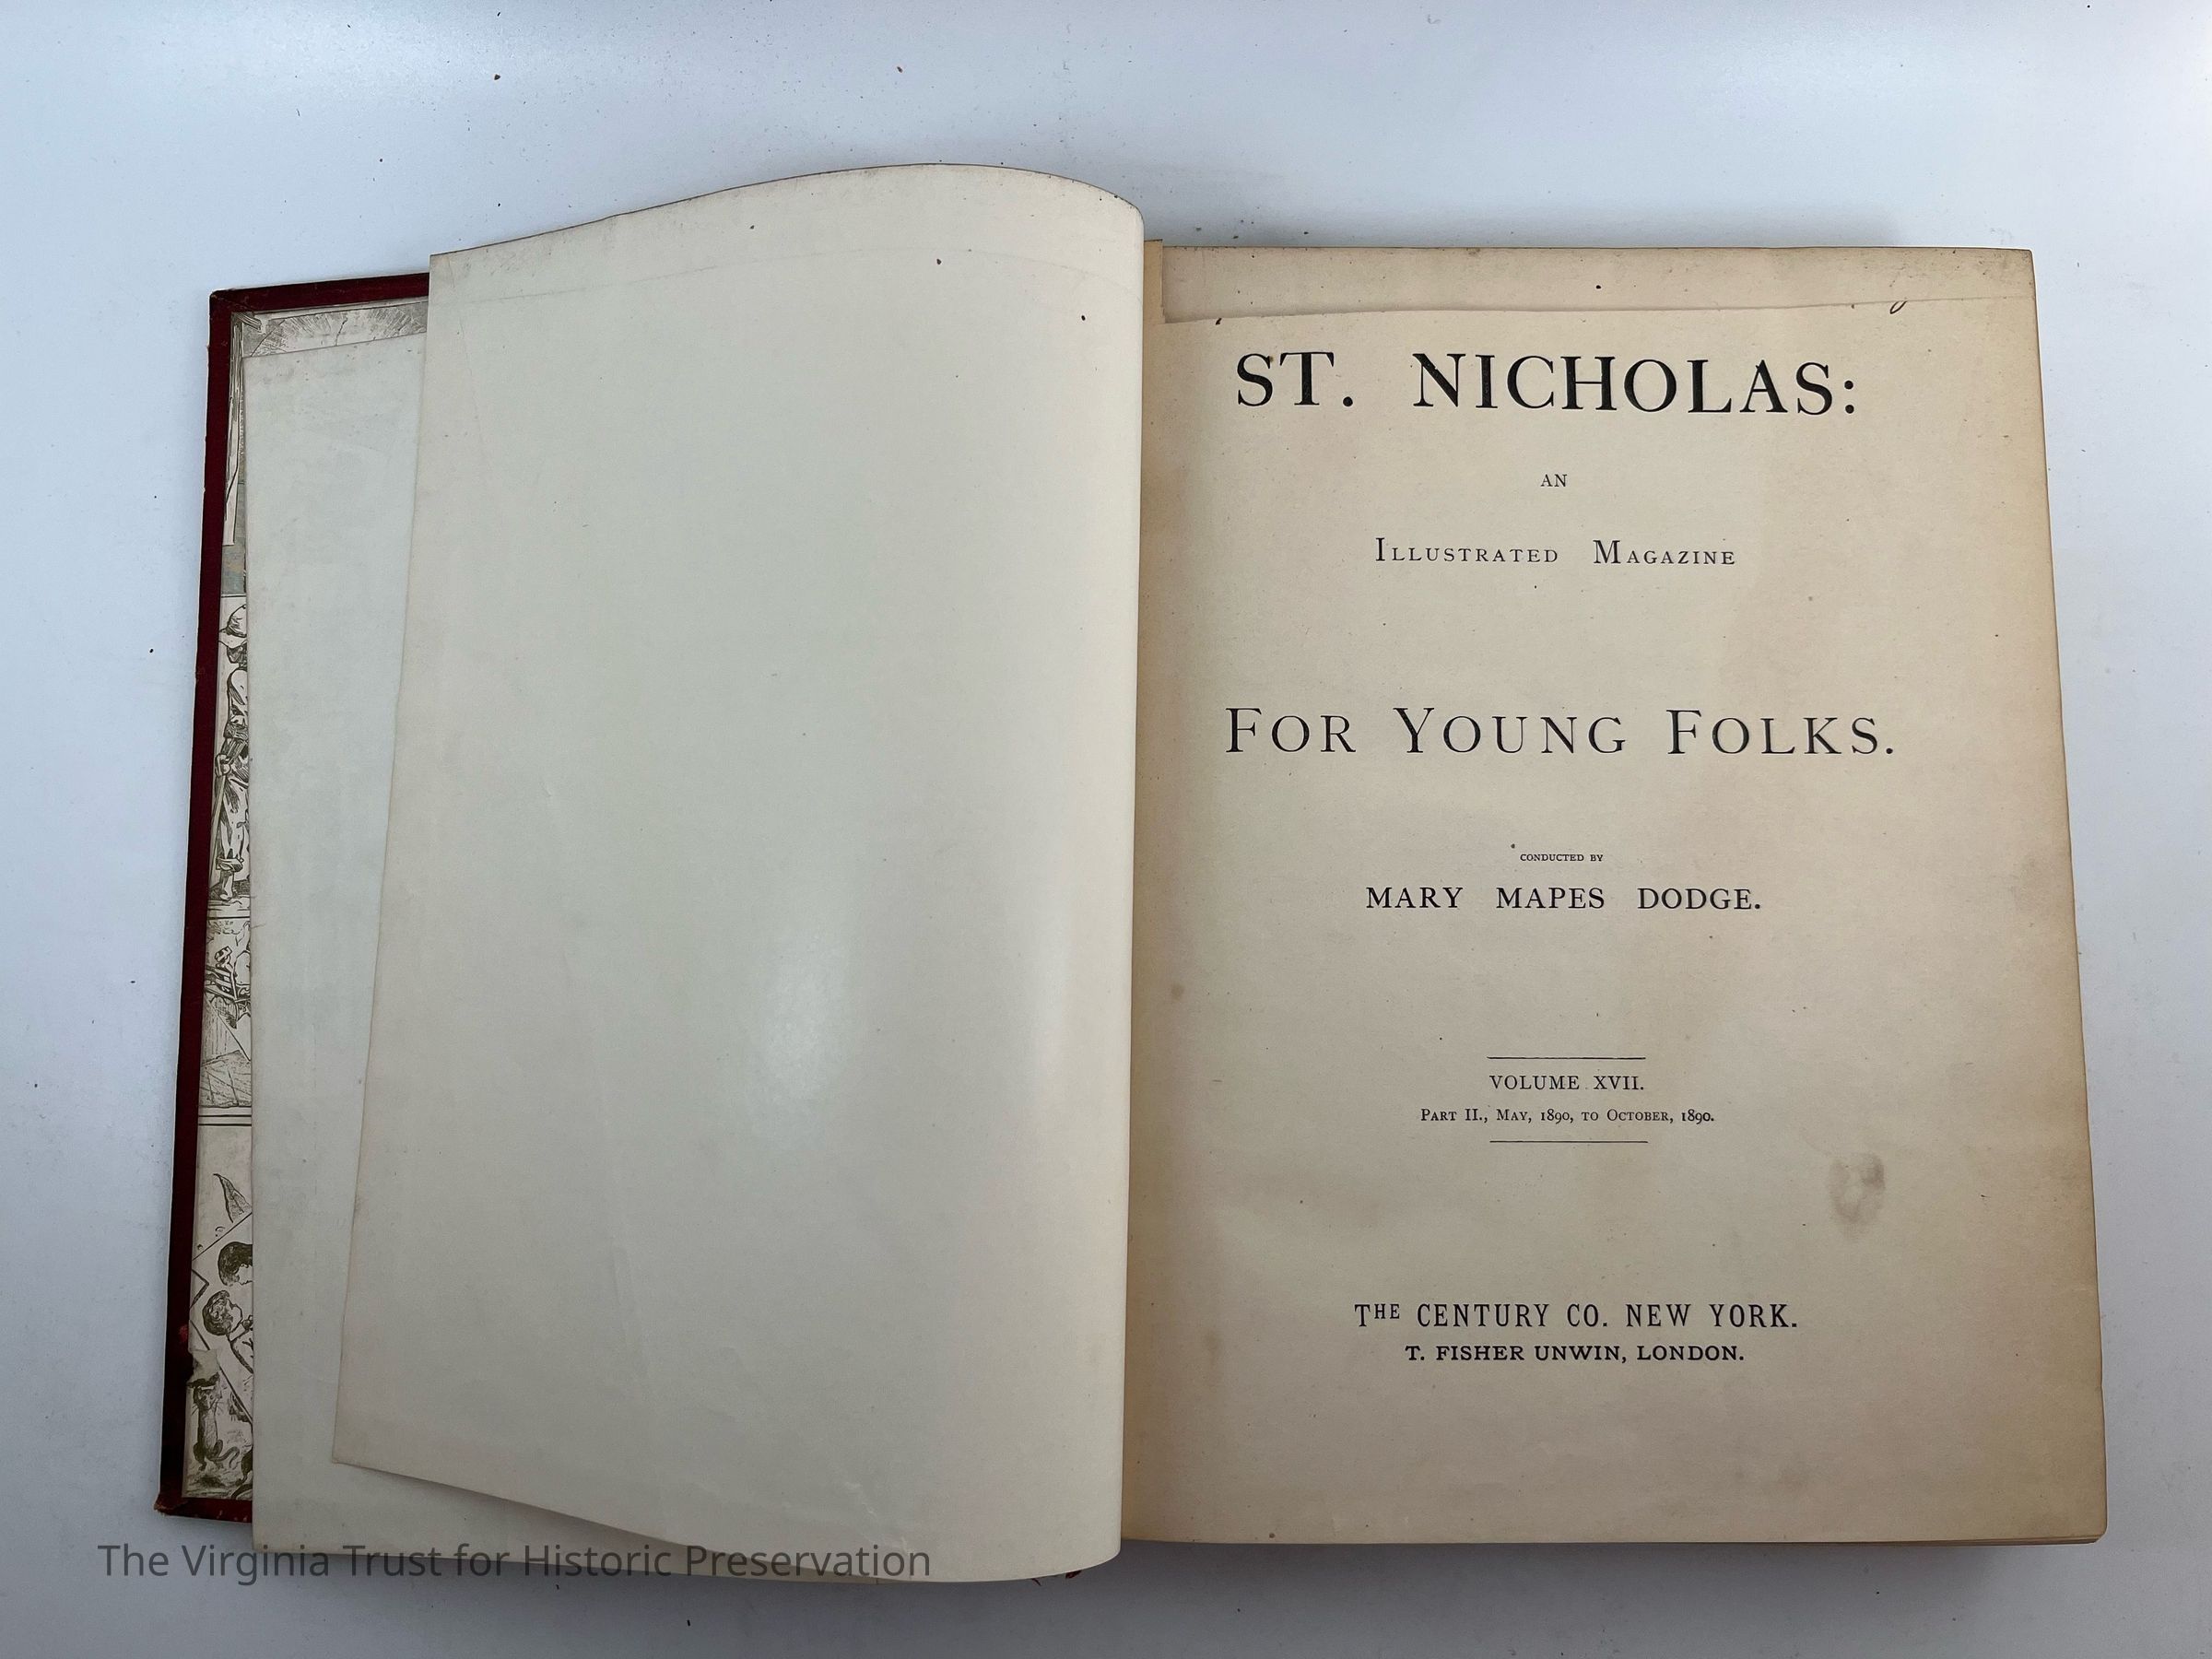 ST. NICHOLAS:
AN
ILLUSTRATED MAGAZINE
FOR YOUNG FOLKS.
CONDUCTED BY
MARY MAPES DODGE.
VOLUME XVII.
PART II., MAY, 1890, TO OCTOBER, 1890.
THE CENTURY CO. NEW YORK.
T. FISHER UNWIN, LONDON.
The Virginia Trust for Historic Preservation